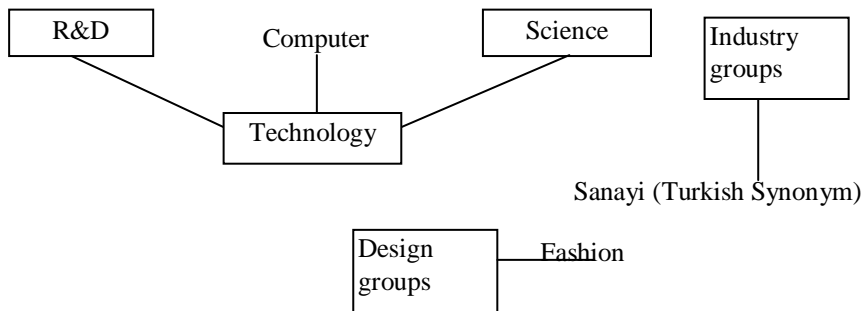 R&D
Computer
Science
Industry
groups
Technology
Sanayi (Turkish Synonym)
Design
groups
Fashion